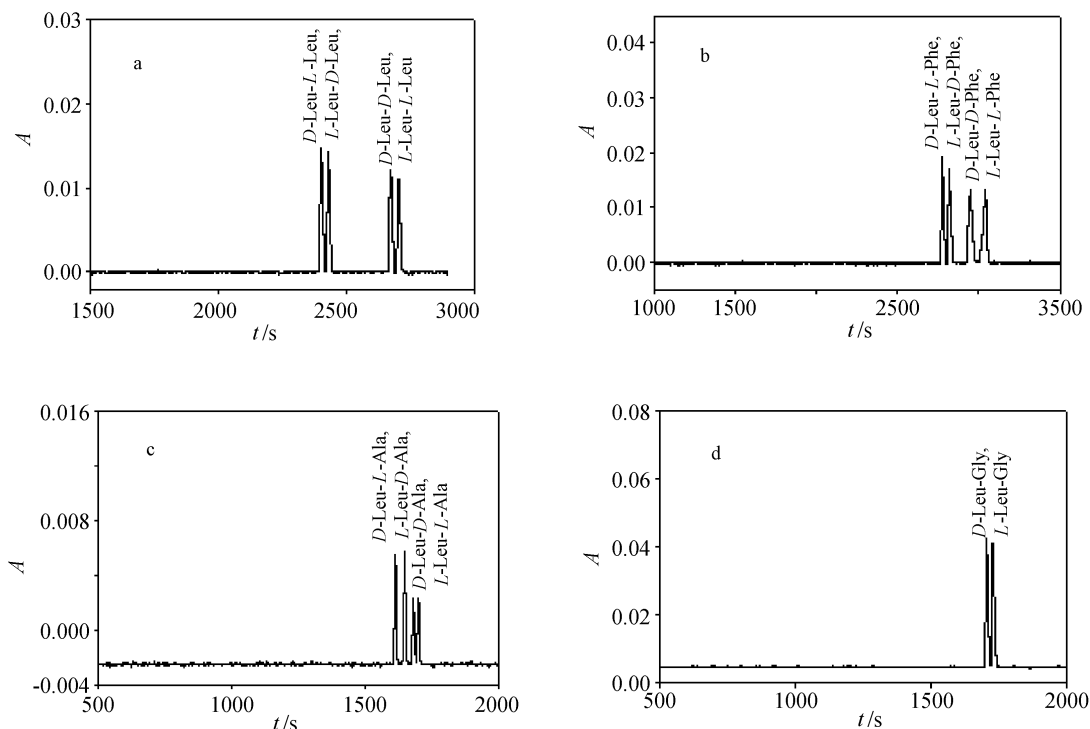 0.03
0.02
0.01
0.00
A
a
D-Leu-L-Leu,
L-Leu-D-Leu,
D-Leu-D-Leu,
L-Leu-L-Leu
1500 2000 2500 3000
t/s
0.04
0.03
0.02
0.01
0.00
A
b
D-Leu-L-Phe,
L-Leu-D-Phe,
D-Leu-D-Phe,
L-Leu-L-Phe
1000 1500 2500 3500
t/s
0.016
0.008
0.000
-0.004
A
c
D-Leu-L-Ala,
L-Leu-D-Ala,
D-Leu-D-Ala,
L-Leu-L-Ala
500 1000 1500 2000
t/s
0.08
0.06
0.04
0.02
0.00
A
d
D-Leu-Gly,
L-Leu-Gly
500 1000 1500 2000
t/s